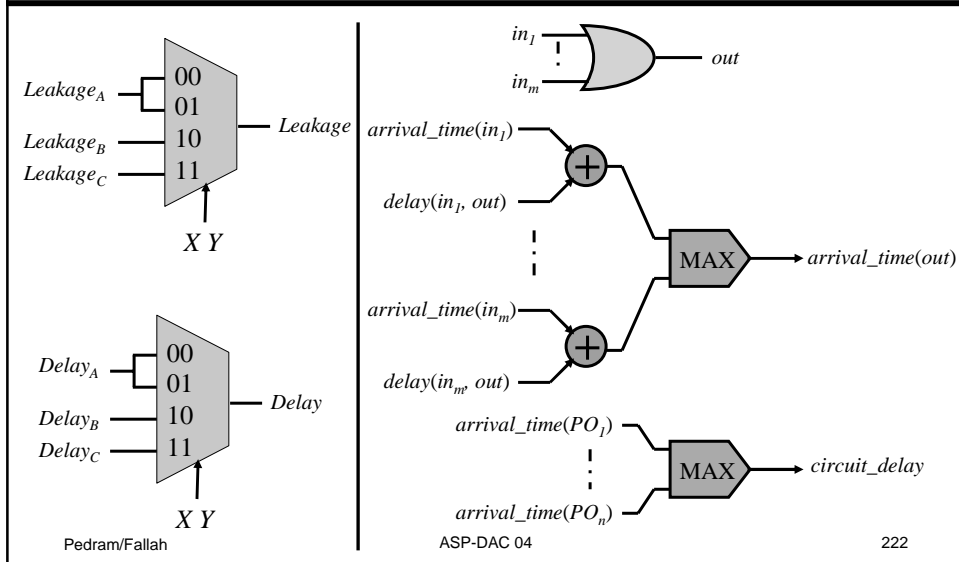 Leakage_A
00
01
Leakage_B
10
Leakage
Leakage_C
11
X Y
Delay_A
00
01
Delay_B
10
Delay
Delay_C
11
X Y
in_1
in_m
out
arrival_time(in_1)
+
delay(in_1, out)
MAX
arrival_time(out)
arrival_time(in_m)
+
delay(in_m, out)
arrival_time(PO_1)
MAX
circuit_delay
arrival_time(PO_n)
Pedram/Fallah
ASP-DAC 04
222